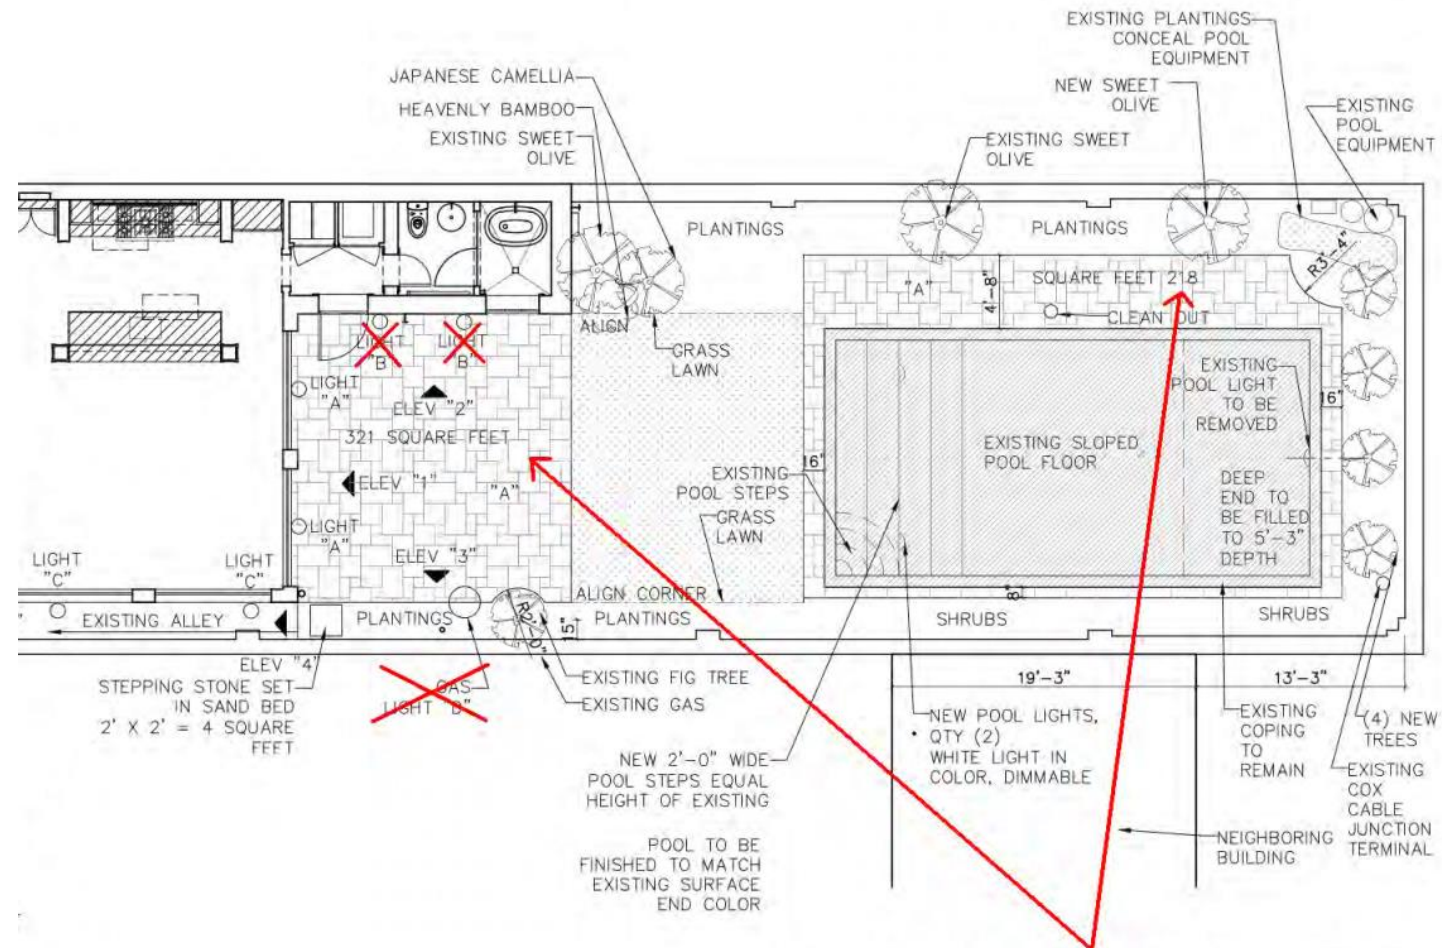 EXISTING PLANTINGS
CONCEAL POOL
EQUIPMENT
JAPANESE CAMELLIA
HEAVENLY BAMBOO
EXISTING SWEET
OLIVE
NEW SWEET
OLIVE
EXISTING SWEET
OLIVE
EXISTING
POOL
EQUIPMENT
PLANTINGS
PLANTINGS
R3'-4"
"A"
4'-8"
SQUARE FEET 218
CLEAN OUT
ALIGN
GRASS
LAWN
LIGHT
"B"
LIGHT
"B"
LIGHT
"A"
ELEV "2"
321 SQUARE FEET
ELEV "1"
"A"
LIGHT
"A"
ELEV "3"
EXISTING
POOL LIGHT
TO BE
REMOVED
16"
EXISTING SLOPED
POOL FLOOR
16"
EXISTING
POOL STEPS
GRASS
LAWN
DEEP
END TO
BE FILLED
TO 5'-3"
DEPTH
LIGHT
"C"
LIGHT
"C"
ALIGN CORNER
8"
EXISTING ALLEY
PLANTINGS
R2'-0"
15"
PLANTINGS
SHRUBS
SHRUBS
ELEV "4"
STEPPING STONE SET
IN SAND BED
2' X 2' = 4 SQUARE
FEET
GAS
LIGHT "D"
EXISTING FIG TREE
EXISTING GAS
19'-3"
13'-3"
NEW POOL LIGHTS,
QTY (2)
WHITE LIGHT IN
COLOR, DIMMABLE
EXISTING
COPING
TO
REMAIN
(4) NEW
TREES
NEW 2'-0" WIDE
POOL STEPS EQUAL
HEIGHT OF EXISTING
EXISTING
COX
CABLE
JUNCTION
TERMINAL
NEIGHBORING
BUILDING
POOL TO BE
FINISHED TO MATCH
EXISTING SURFACE
END COLOR